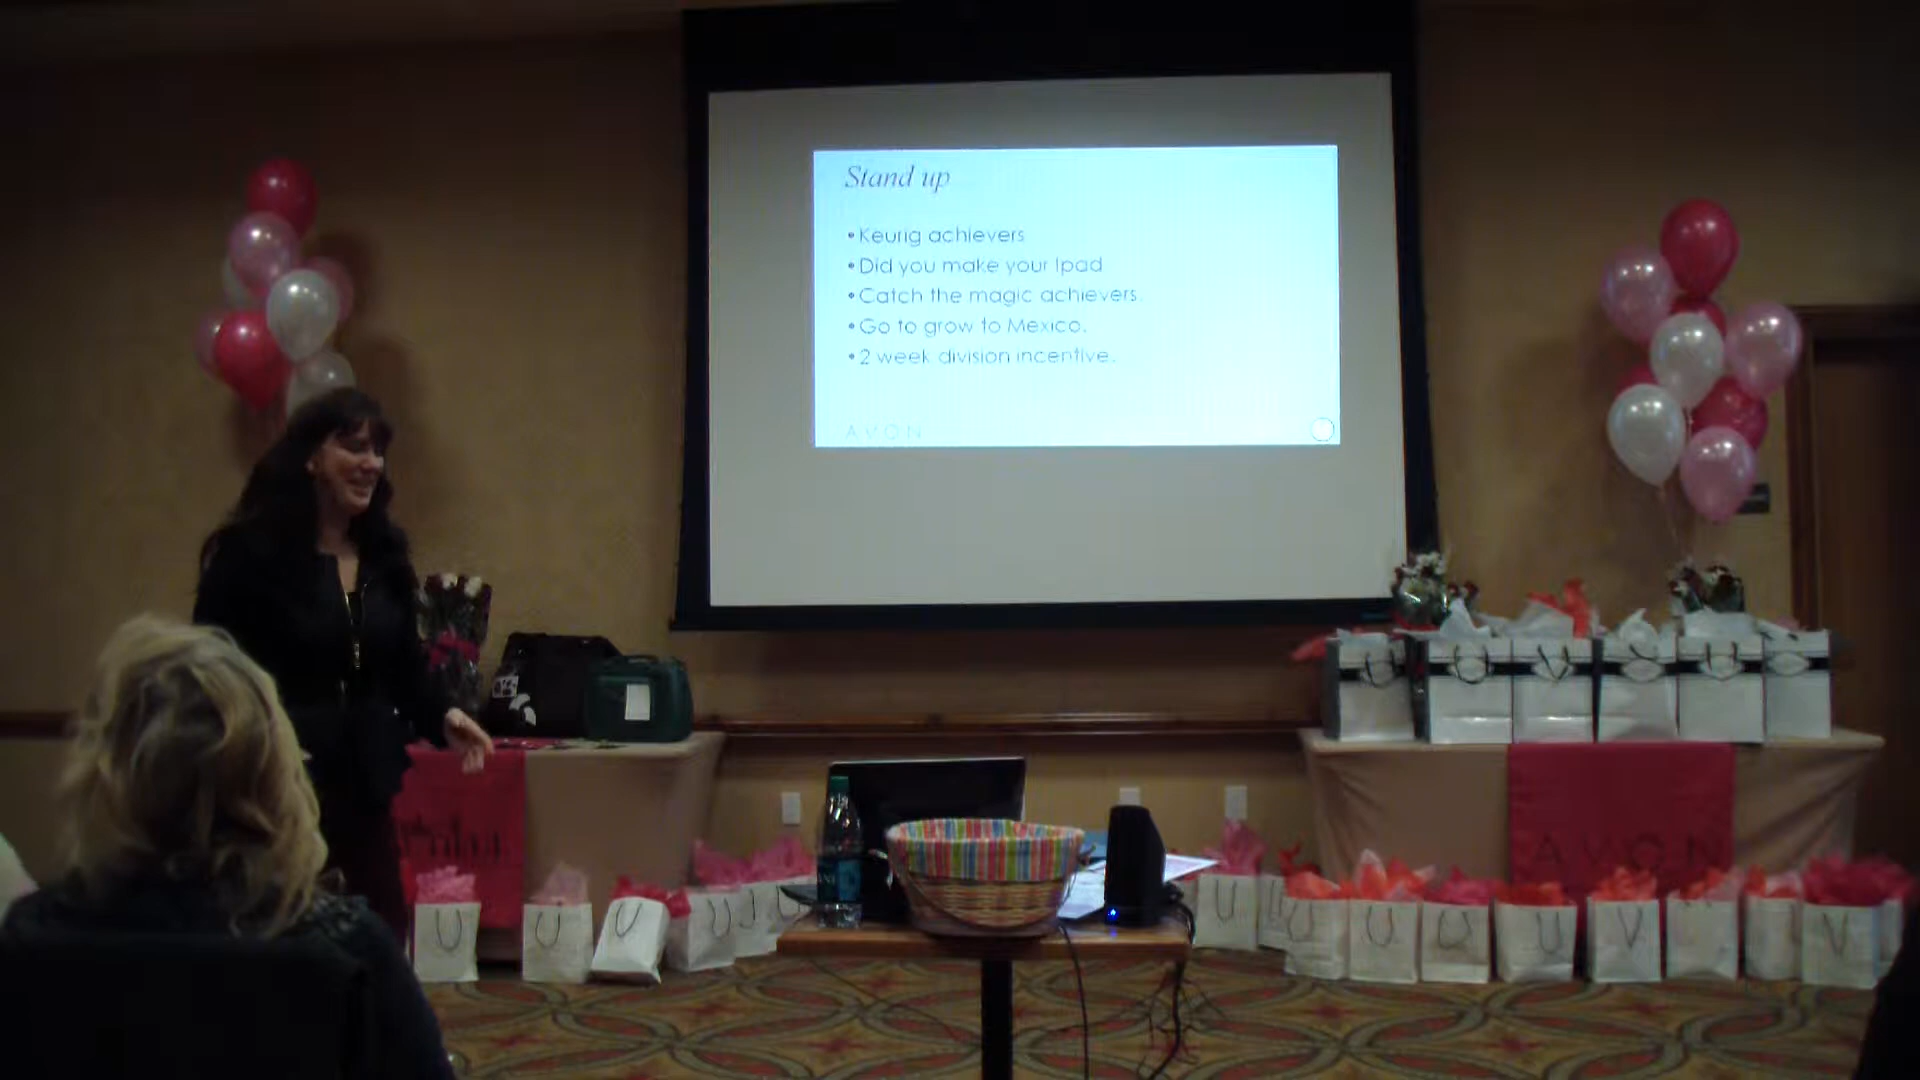 Stand up
• Keurig achievers
• Did you make your Ipad
• Catch the magic achievers.
• Go to grow to Mexico.
• 2 week division incentive.
AVON
AVON